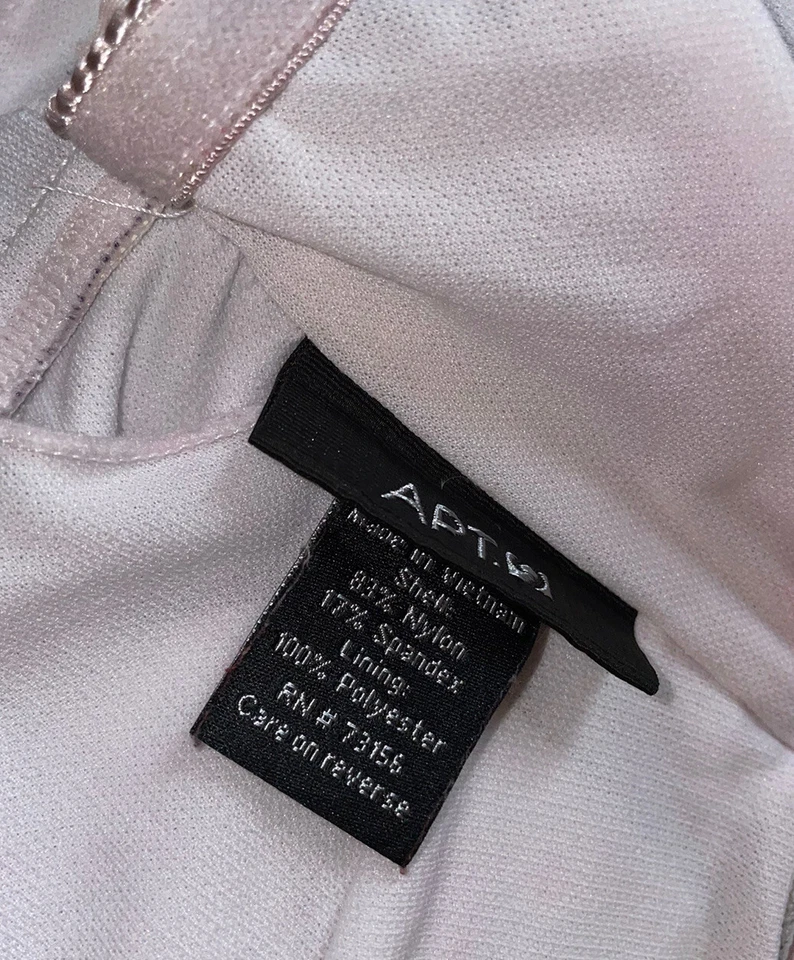 APT.9
Made in Vietnam
Shell:
83% Nylon
17% Spandex
Lining:
100% Polyester
RN # 73156
Care on reverse